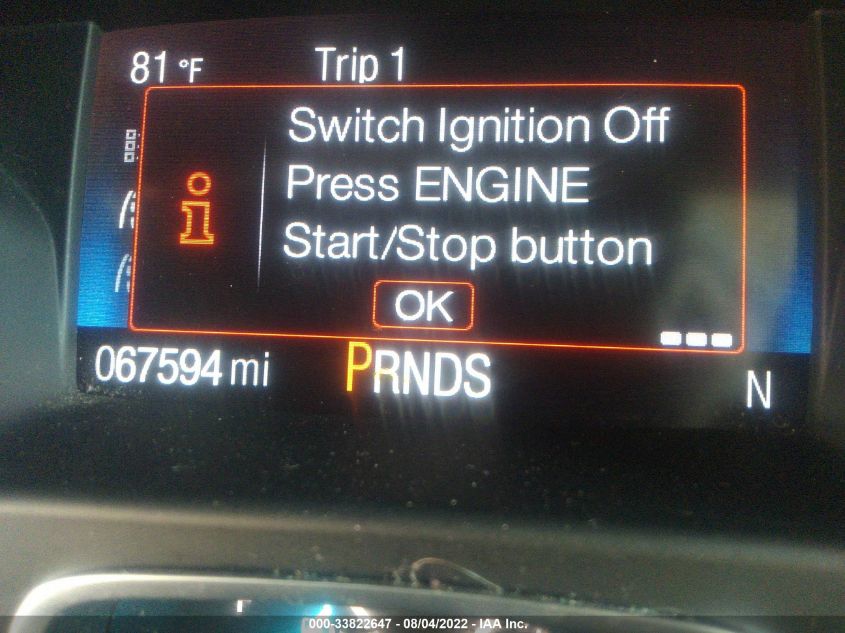 81 °F Trip 1
Switch Ignition Off
i
Press ENGINE
Start/Stop button
OK
067594 mi PRNDS N
000-33822647 - 08/04/2022 - IAA Inc.